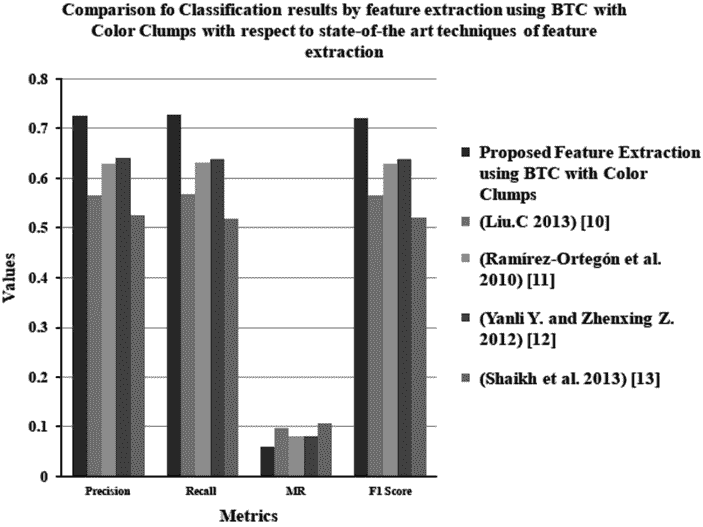 Comparison fo Classification results by feature extraction using BTC with
Color Clumps with respect to state-of-the art techniques of feature
extraction
0.8
0.7
0.6
0.5
0.4
0.3
0.2
0.1
0
Values
Precision
Recall
MR
F1 Score
Metrics
Proposed Feature Extraction
using BTC with Color
Clumps
(Liu.C 2013) [10]
(Ramírez-Ortegón et al.
2010) [11]
(Yanli Y. and Zhenxing Z.
2012) [12]
(Shaikh et al. 2013) [13]